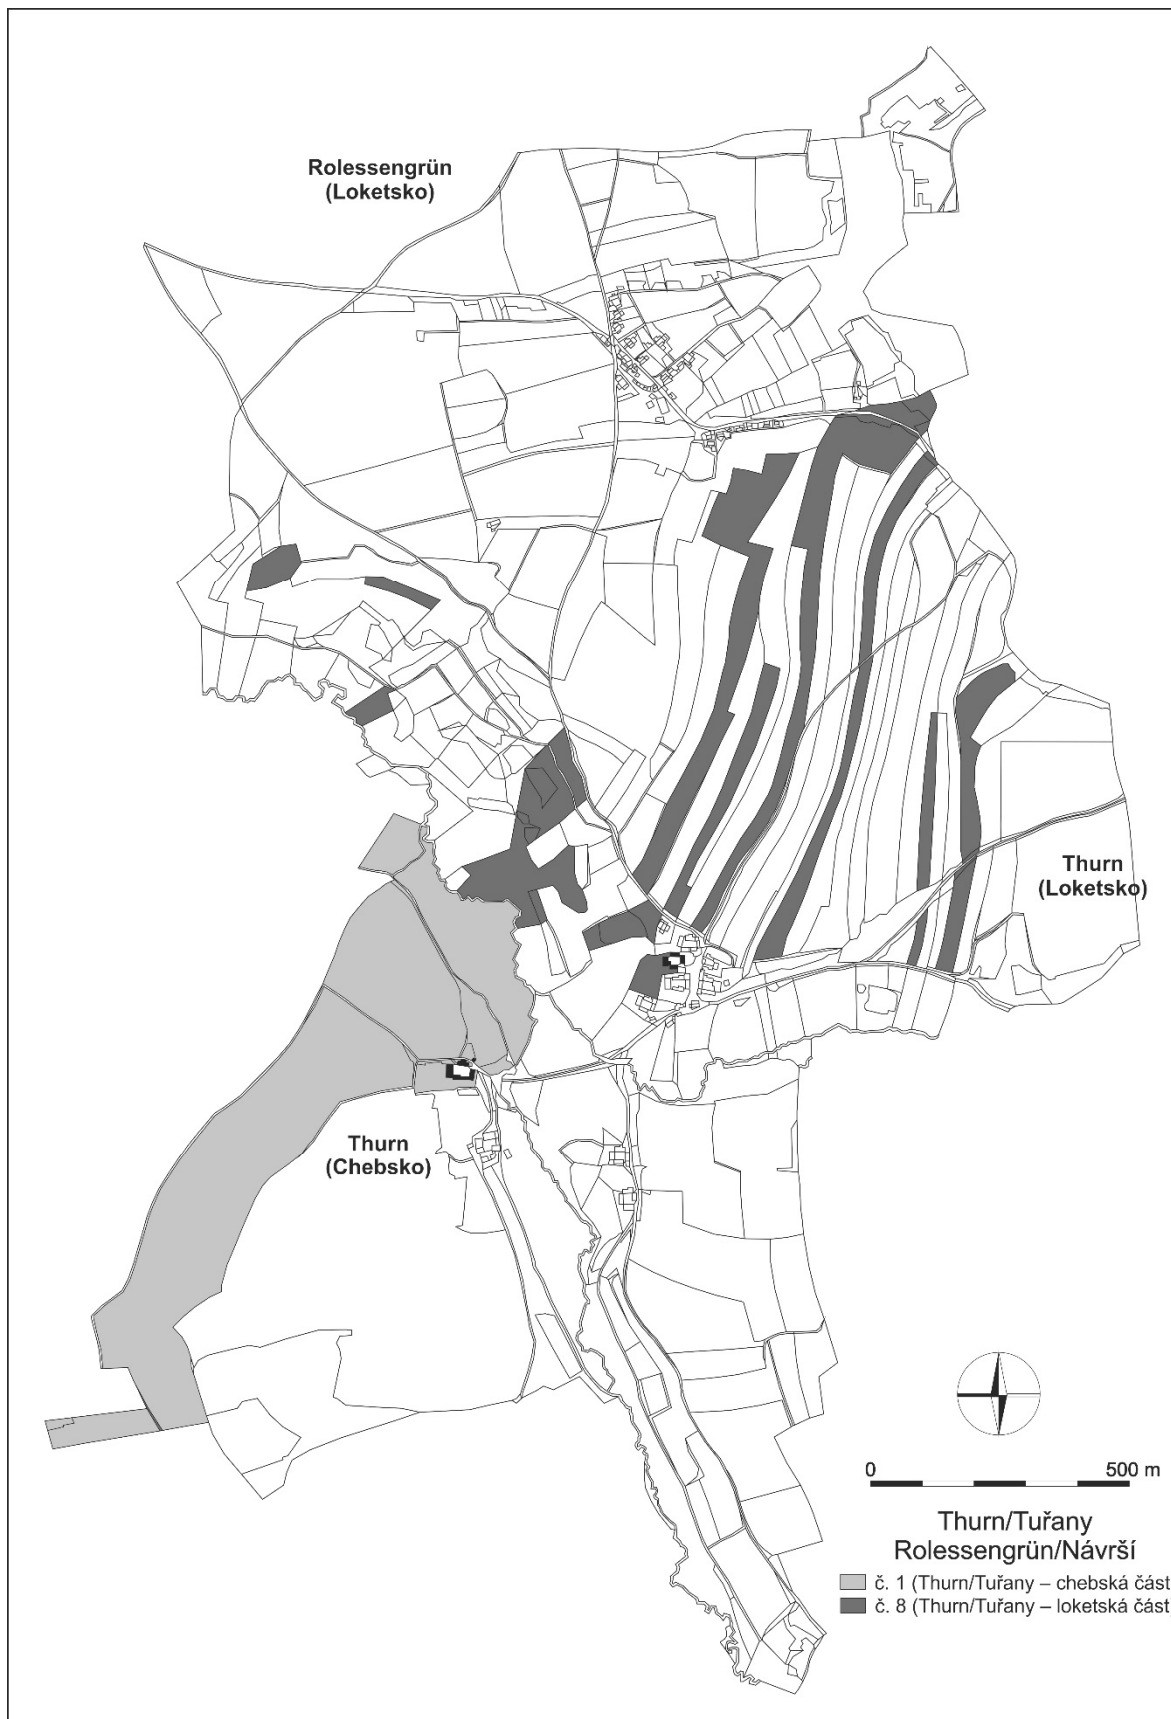 Rolessengrün
(Loketsko)
Thurn
(Loketsko)
Thurn
(Chebsko)
0 500 m
Thurn/Tuřany
Rolessengrün/Návrší
č. 1 (Thurn/Tuřany – chebská část
č. 8 (Thurn/Tuřany – loketská část